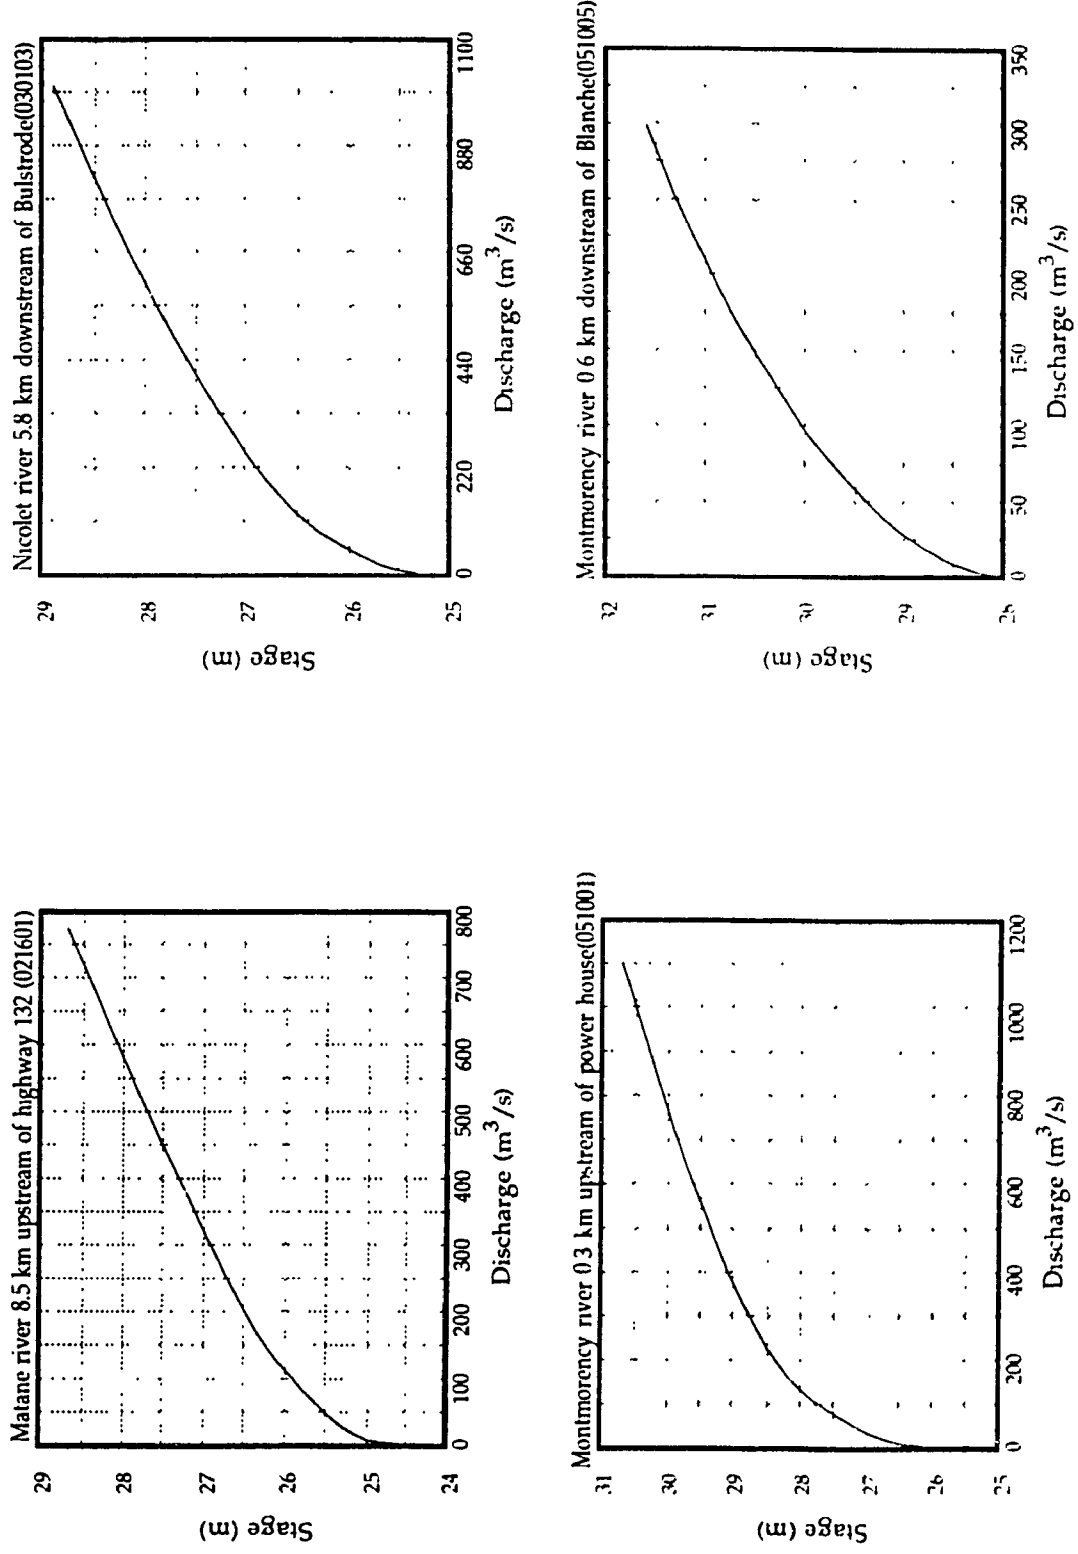 Matane river 8.5 km upstream of highway 132 (021601)
Stage (m)
29
28
27
26
25
24
0 100 200 300 400 500 600 700 800
Discharge (m³/s)
Nicolet river 5.8 km downstream of Bulstrode(030103)
Stage (m)
29
28
27
26
25
0 220 440 660 880 1100
Discharge (m³/s)
Montmorency river 0.3 km upstream of power house(051001)
Stage (m)
31
30
29
28
27
26
25
0 200 400 600 800 1000 1200
Discharge (m³/s)
Montmorency river 0 6 km downstream of Blanche(051005)
Stage (m)
32
31
30
29
0 50 100 150 200 250 300 350
Discharge (m³/s)